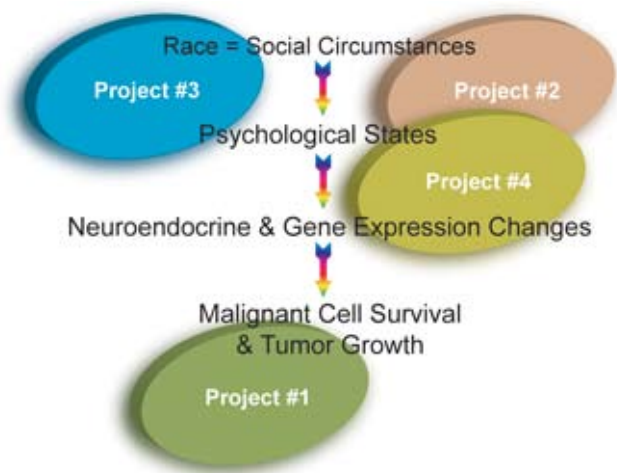 Race = Social Circumstances
Project #3
Project #2
Psychological States
Project #4
Neuroendocrine & Gene Expression Changes
Malignant Cell Survival
& Tumor Growth
Project #1